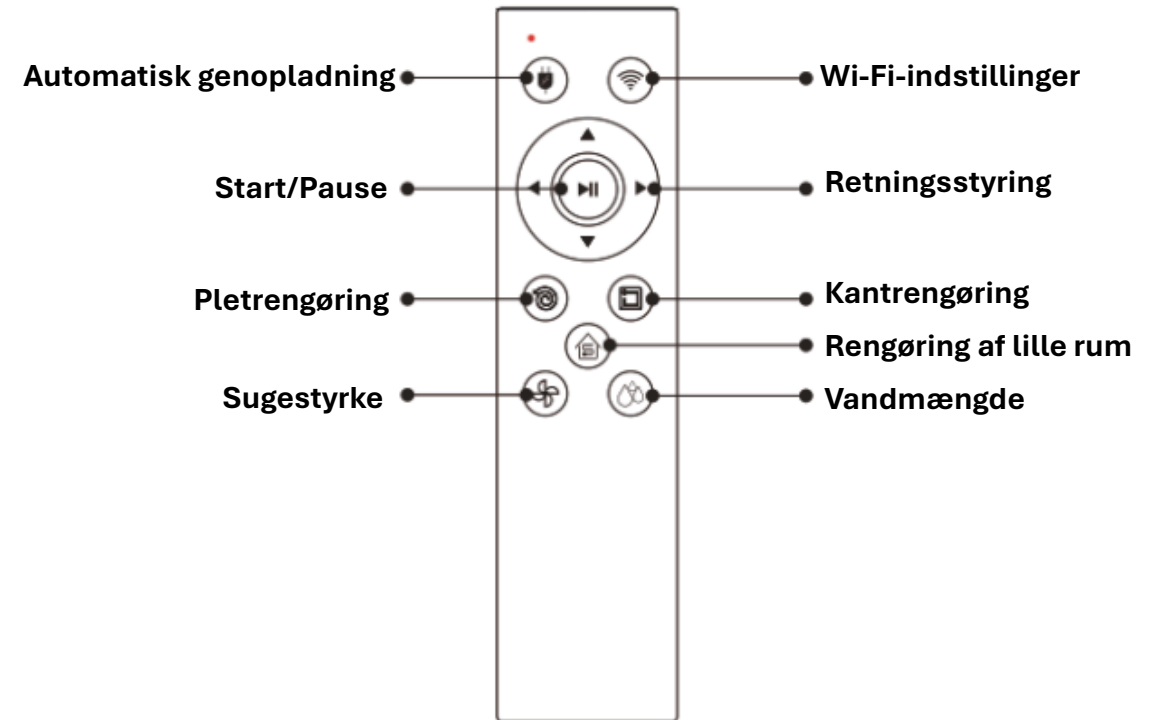 Automatisk genopladning
Wi-Fi-indstillinger
Start/Pause
Retningsstyring
Pletrengøring
Kantrengøring
Rengøring af lille rum
Sugestyrke
Vandmængde